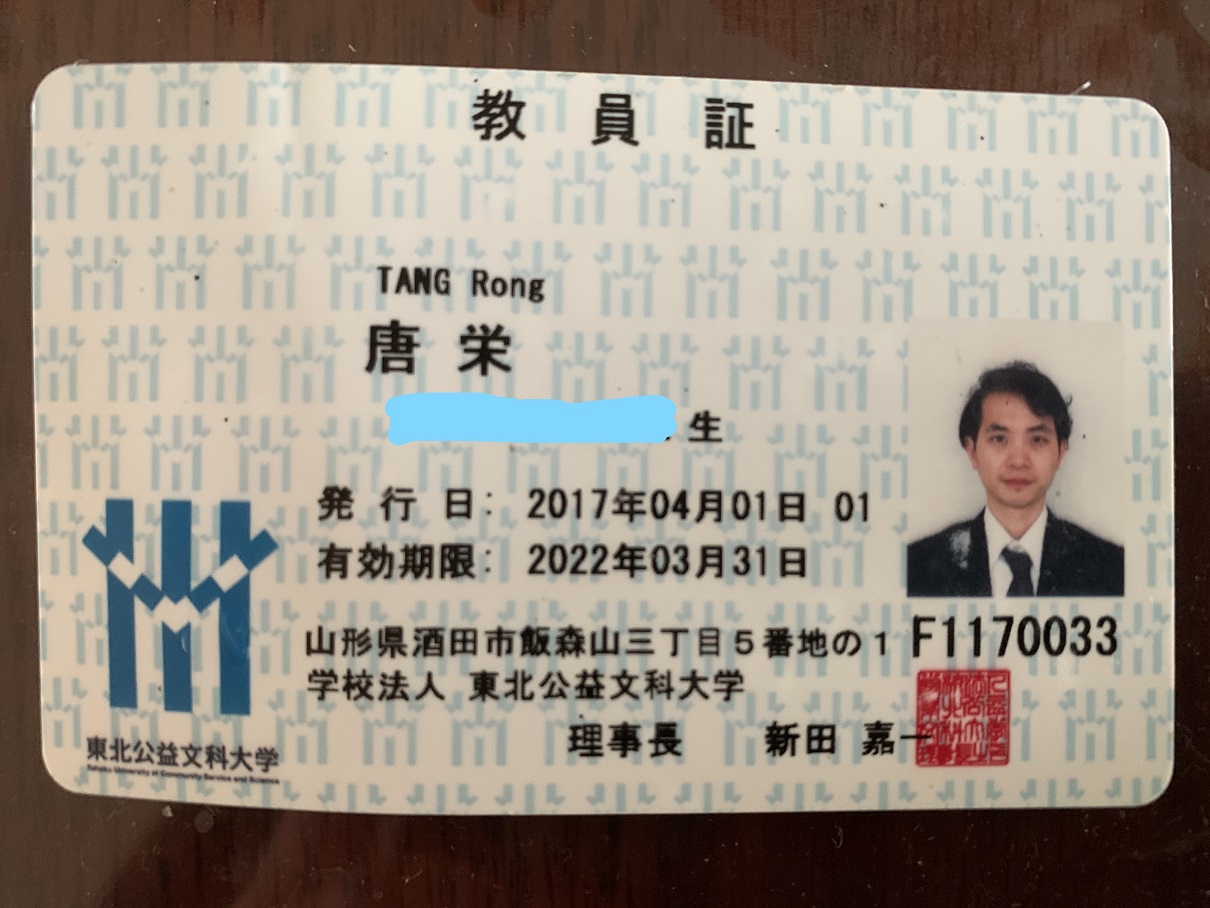 教員証
TANG Rong
唐 栄
生
発行日: 2017年04月01日 01
有効期限: 2022年03月31日
山形県酒田市飯森山三丁目5番地の1
F1170033
学校法人 東北公益文科大学
理事長 新田 嘉一
東北公益文科大学
Tohoku University of Community Service and Science